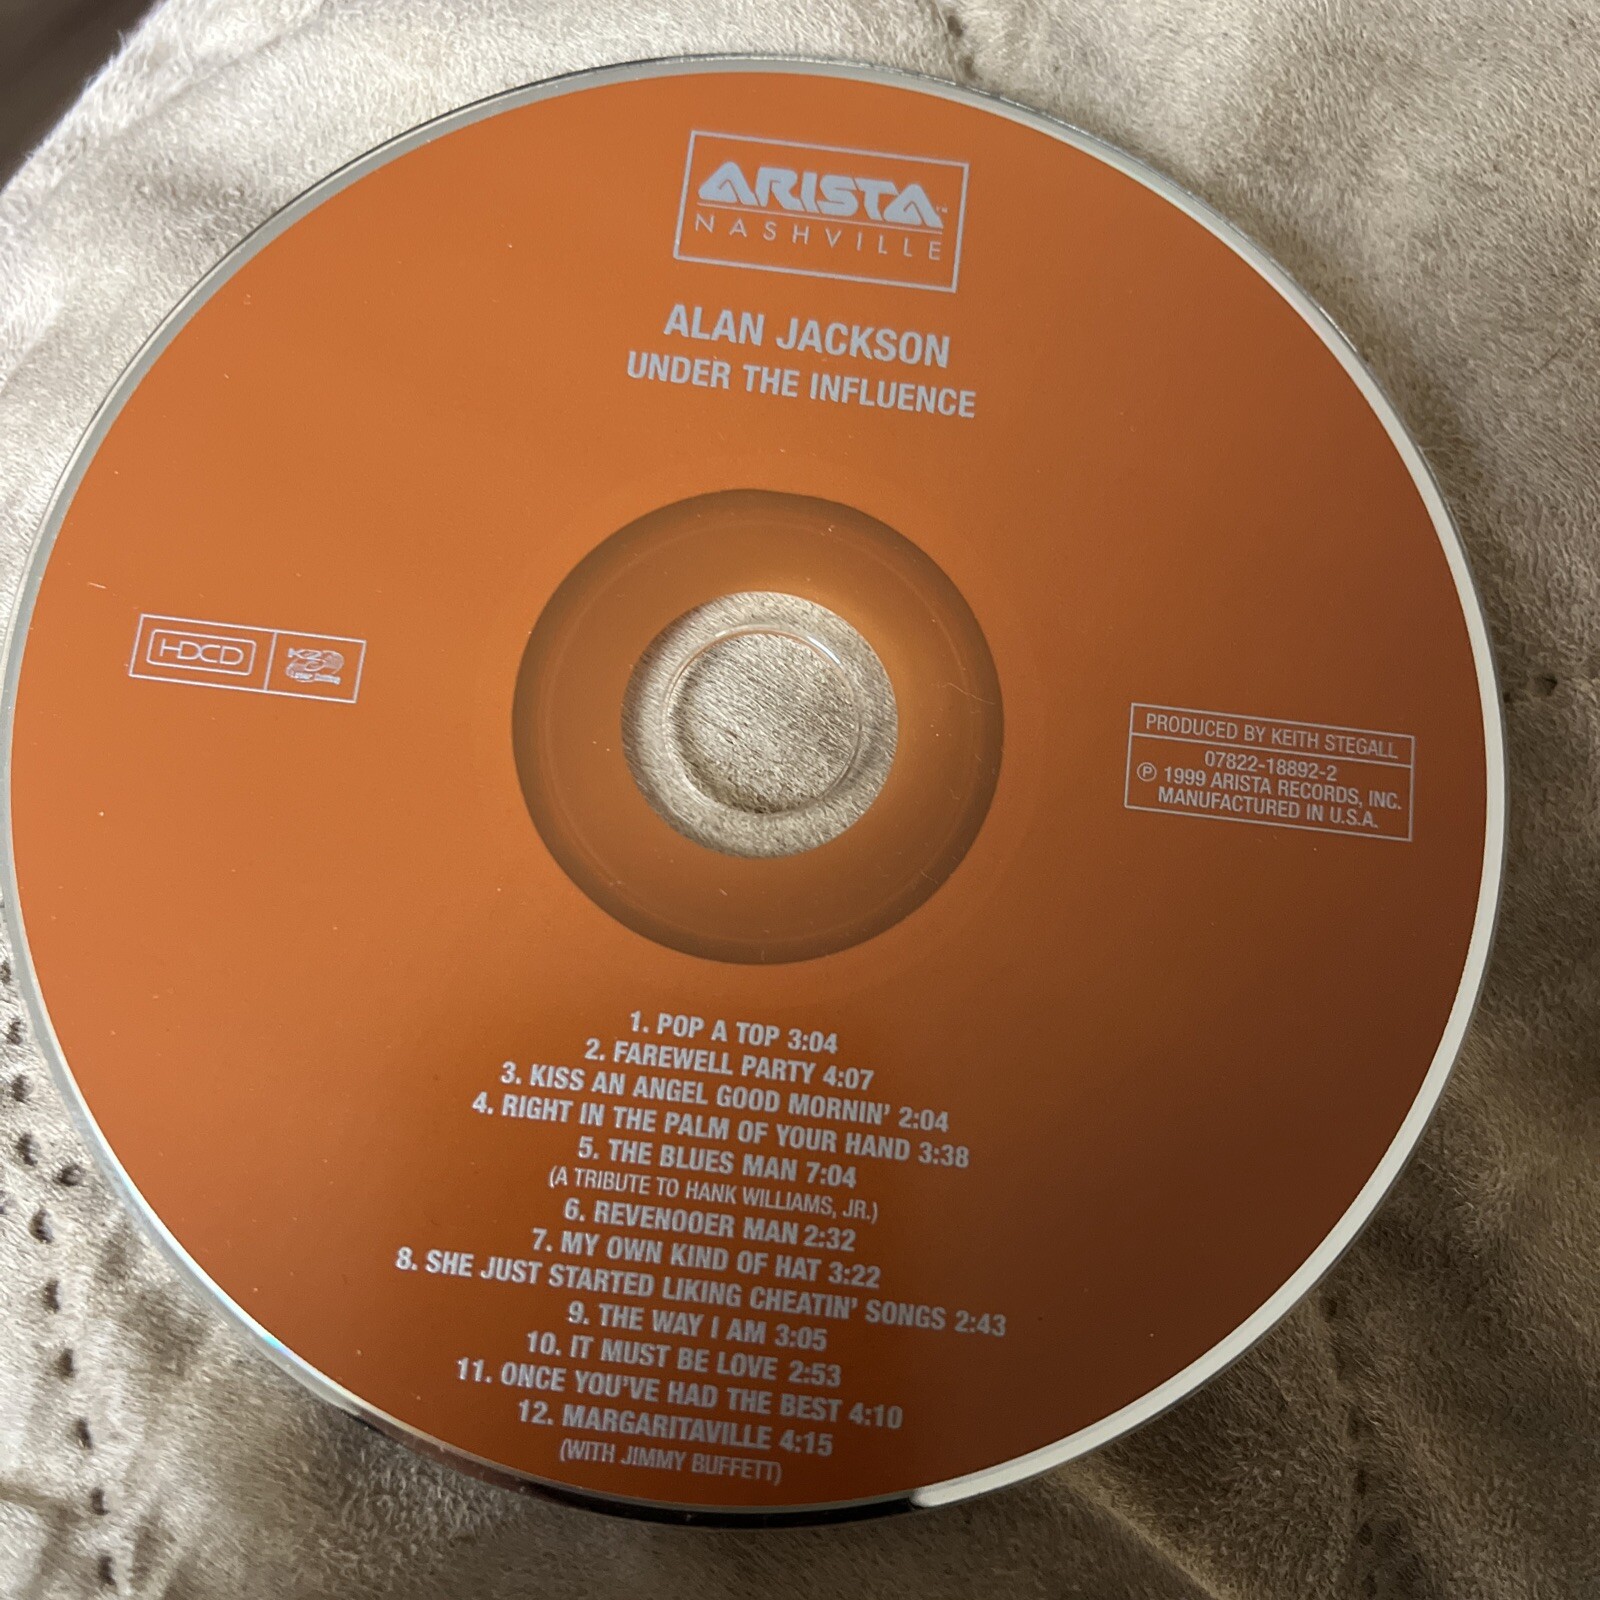 ARISTA™
NASHVILLE
ALAN JACKSON
UNDER THE INFLUENCE
HDCD
K2
PRODUCED BY KEITH STEGALL
07822-18892-2
℗ 1999 ARISTA RECORDS, INC.
MANUFACTURED IN U.S.A.
1. POP A TOP 3:04
2. FAREWELL PARTY 4:07
3. KISS AN ANGEL GOOD MORNIN' 2:04
4. RIGHT IN THE PALM OF YOUR HAND 3:38
5. THE BLUES MAN 7:04
(A TRIBUTE TO HANK WILLIAMS, JR.)
6. REVENOOER MAN 2:32
7. MY OWN KIND OF HAT 3:22
8. SHE JUST STARTED LIKING CHEATIN' SONGS 2:43
9. THE WAY I AM 3:05
10. IT MUST BE LOVE 2:53
11. ONCE YOU'VE HAD THE BEST 4:10
12. MARGARITAVILLE 4:15
(WITH JIMMY BUFFETT)